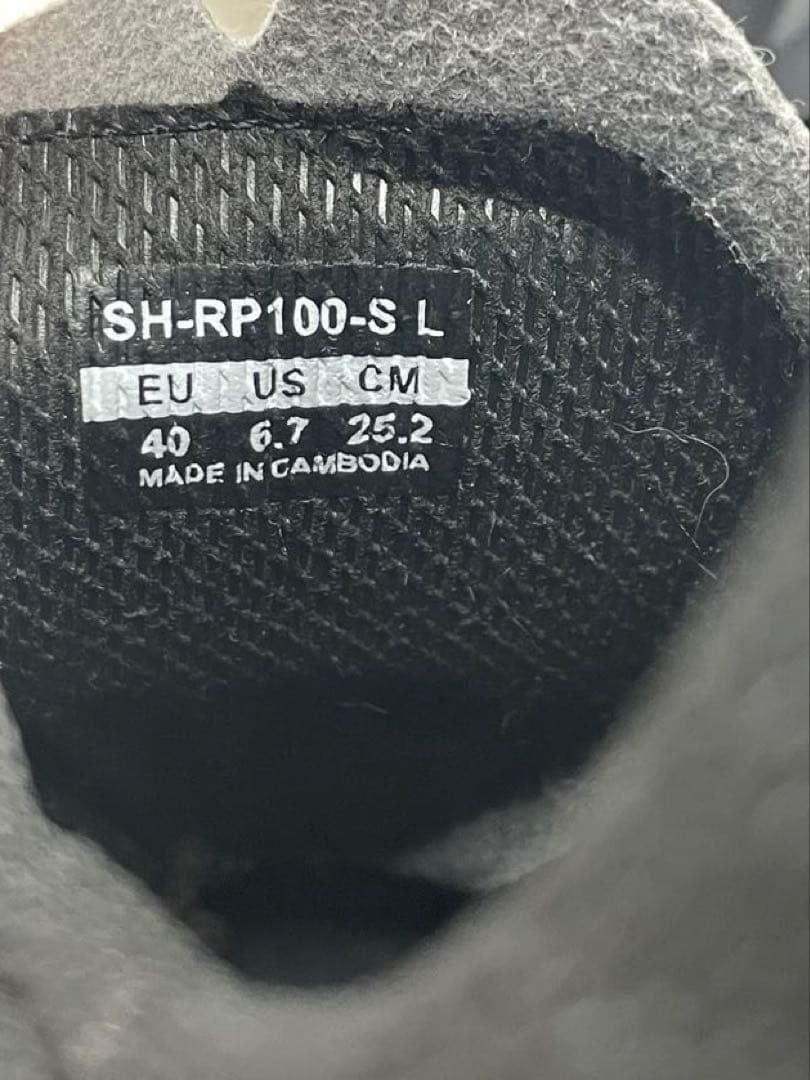 SH-RP100-S L
EU US CM
40 6.7 25.2
MADE IN CAMBODIA